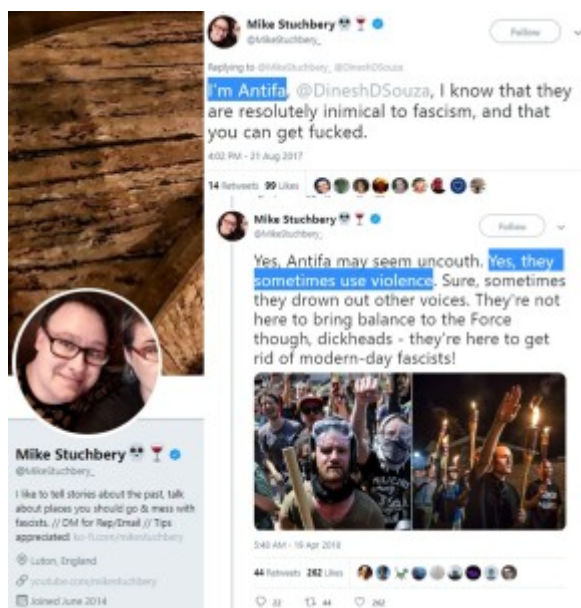 Mike Stuchbery
@MikeStuchbery_
I like to tell stories about the past, talk
about places you should go & mess with
fascists. // DM for Rep/Email // Tips
appreciated! ko-fi.com/mikestuchbery
Luton, England
youtube.com/mikestuchbery
Joined June 2014
Mike Stuchbery
@MikeStuchbery_
Follow
Replying to @MikeStuchbery_ @DineshDSouza
I'm Antifa, @DineshDSouza, I know that they
are resolutely inimical to fascism, and that
you can get fucked.
4:02 PM - 21 Aug 2017
14 Retweets 99 Likes
Mike Stuchbery
@MikeStuchbery_
Follow
Yes, Antifa may seem uncouth. Yes, they
sometimes use violence. Sure, sometimes
they drown out other voices. They're not
here to bring balance to the Force
though, dickheads - they're here to get
rid of modern-day fascists!
5:48 AM - 19 Apr 2018
44 Retweets 262 Likes
22 44 262